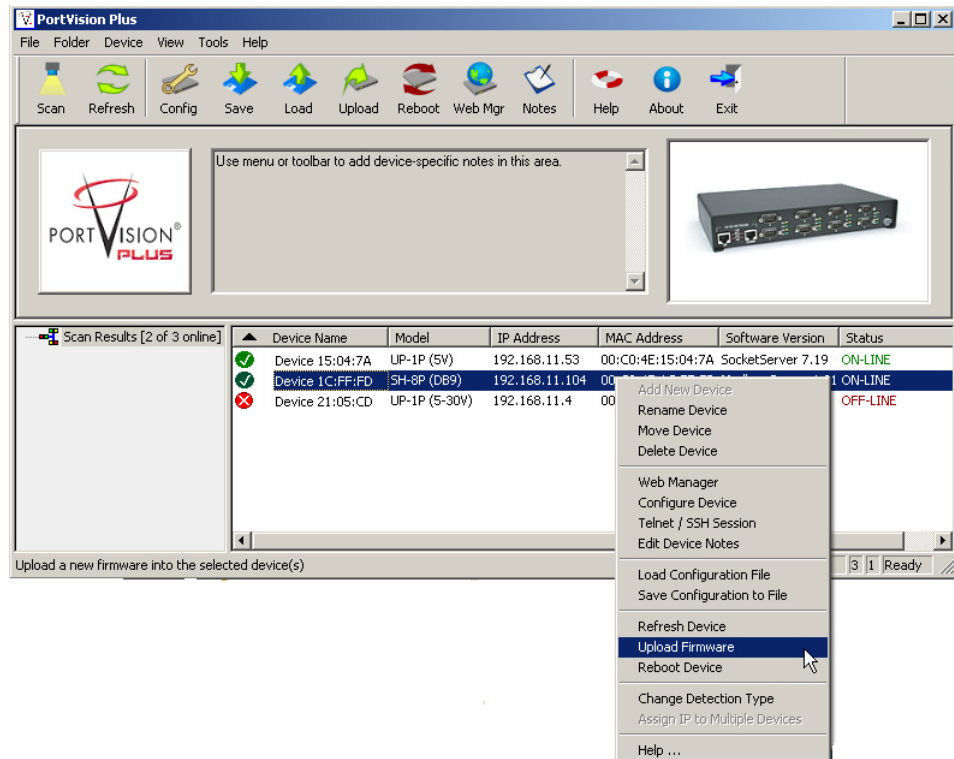 PortVision Plus
File Folder Device View Tools Help
Scan Refresh Config Save Load Upload Reboot Web Mgr Notes Help About Exit
PORTVISION®
PLUS
Use menu or toolbar to add device-specific notes in this area.
Scan Results [2 of 3 online]
Device Name Model IP Address MAC Address Software Version Status
Device 15:04:7A UP-1P (5V) 192.168.11.53 00:C0:4E:15:04:7A SocketServer 7.19 ON-LINE
Device 1C:FF:FD SH-8P (DB9) 192.168.11.104 ON-LINE
Device 21:05:CD UP-1P (5-30V) 192.168.11.4 00 OFF-LINE
Add New Device
Rename Device
Move Device
Delete Device
Web Manager
Configure Device
Telnet / SSH Session
Edit Device Notes
Load Configuration File
Save Configuration to File
Refresh Device
Upload Firmware
Reboot Device
Change Detection Type
Assign IP to Multiple Devices
Help ...
Upload a new firmware into the selected device(s) 3 1 Ready